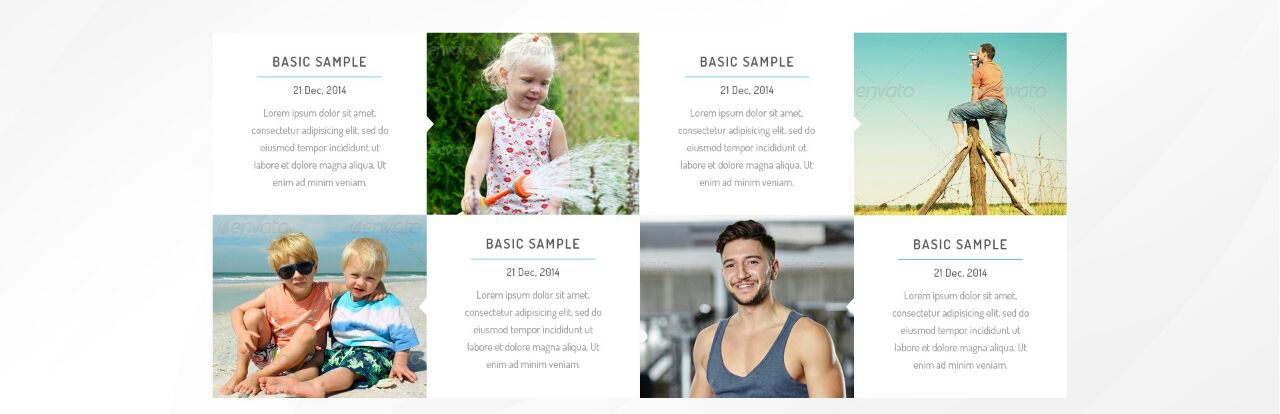 BASIC SAMPLE
21 Dec, 2014
Lorem ipsum dolor sit amet,
consectetur adipisicing elit, sed do
eiusmod tempor incididunt ut
labore et dolore magna aliqua. Ut
enim ad minim veniam.
envato
envato
BASIC SAMPLE
21 Dec, 2014
Lorem ipsum dolor sit amet,
consectetur adipisicing elit, sed do
eiusmod tempor incididunt ut
labore et dolore magna aliqua. Ut
enim ad minim veniam.
envato
envato
envato
envato
BASIC SAMPLE
21 Dec, 2014
Lorem ipsum dolor sit amet,
consectetur adipisicing elit, sed do
eiusmod tempor incididunt ut
labore et dolore magna aliqua. Ut
enim ad minim veniam.
BASIC SAMPLE
21 Dec, 2014
Lorem ipsum dolor sit amet,
consectetur adipisicing elit, sed do
eiusmod tempor incididunt ut
labore et dolore magna aliqua. Ut
enim ad minim veniam.